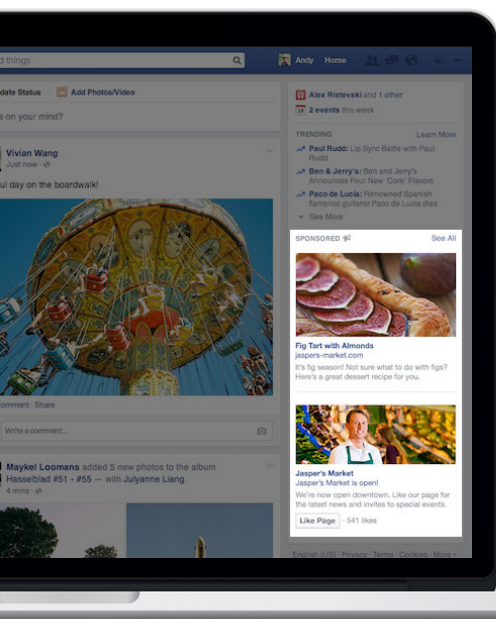 d things
Andy Home
date Status Add Photos/Video
s on your mind?
Vivian Wang
Just now
ul day on the boardwalk!
omment · Share
Write a comment...
Maykel Loomans added 5 new photos to the album
Hasselblad #51 - #55 — with Julyanne Liang.
4 mins
Alex Ristevski and 1 other
2 events this week
TRENDING Learn More
Paul Rudd: Lip Sync Battle with Paul
Rudd
Ben & Jerry's: Ben and Jerry's
Announces Four New 'Core' Flavors
Paco de Lucia: Renowned Spanish
flamenco guitarist Paco de Lucia dies
See More
SPONSORED See All
Fig Tart with Almonds
jaspers-market.com
It's fig season! Not sure what to do with figs?
Here's a great dessert recipe for you.
Jasper's Market
Jasper's Market is open!
We're now open downtown. Like our page for
the latest news and invites to special events.
Like Page · 541 likes
English (US) · Privacy · Terms · Cookies · More